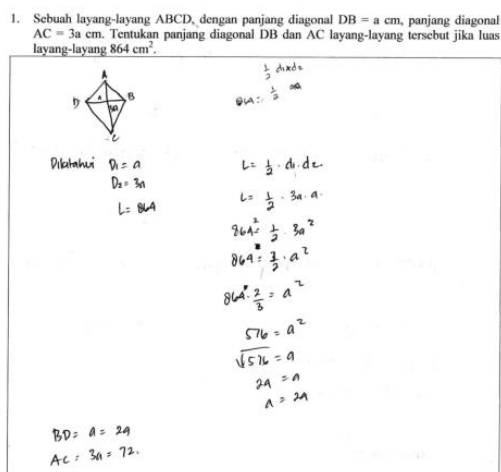 1. Sebuah layang-layang ABCD, dengan panjang diagonal DB = a cm, panjang diagonal
AC = 3a cm. Tentukan panjang diagonal DB dan AC layang-layang tersebut jika luas
layang-layang 864 cm².
A
D
B
C
1/2 d1xd2
864 = 1/2
Diketahui D1 = a
D2 = 3a
L = 864
L = 1/2 . d1 . d2
L = 1/2 . 3a . a
864 = 1/2 . 3a²
864 = 3/2 . a²
864 . 2/3 = a²
576 = a²
√576 = a
24 = a
a = 24
BD = a = 24
AC = 3a = 72.